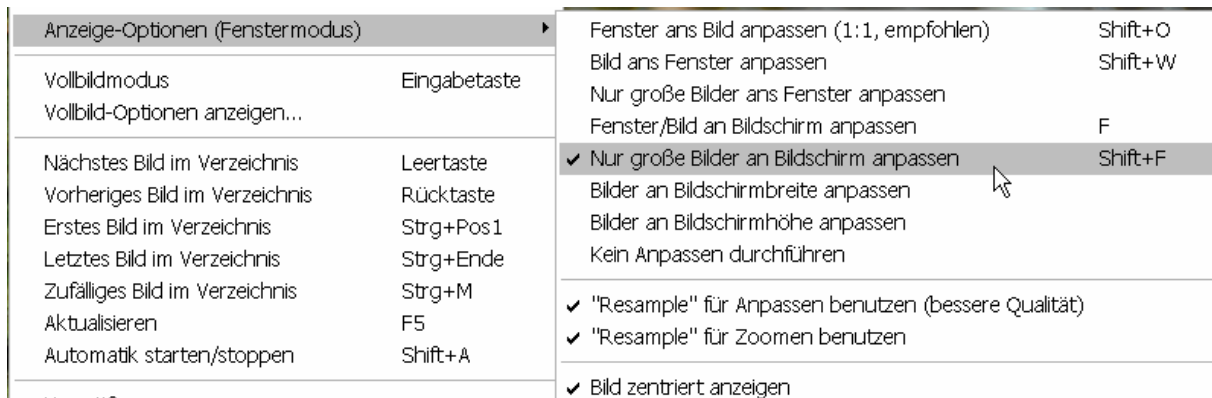 Anzeige-Optionen (Fenstermodus)
Vollbildmodus Eingabetaste
Vollbild-Optionen anzeigen...
Nächstes Bild im Verzeichnis Leertaste
Vorheriges Bild im Verzeichnis Rücktaste
Erstes Bild im Verzeichnis Strg+Pos1
Letztes Bild im Verzeichnis Strg+Ende
Zufälliges Bild im Verzeichnis Strg+M
Aktualisieren F5
Automatik starten/stoppen Shift+A
Fenster ans Bild anpassen (1:1, empfohlen) Shift+O
Bild ans Fenster anpassen Shift+W
Nur große Bilder ans Fenster anpassen
Fenster/Bild an Bildschirm anpassen F
Nur große Bilder an Bildschirm anpassen Shift+F
Bilder an Bildschirmbreite anpassen
Bilder an Bildschirmhöhe anpassen
Kein Anpassen durchführen
"Resample" für Anpassen benutzen (bessere Qualität)
"Resample" für Zoomen benutzen
Bild zentriert anzeigen